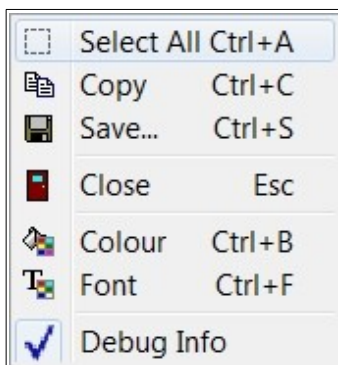 Select All Ctrl+A
Copy Ctrl+C
Save... Ctrl+S
Close Esc
Colour Ctrl+B
Font Ctrl+F
Debug Info